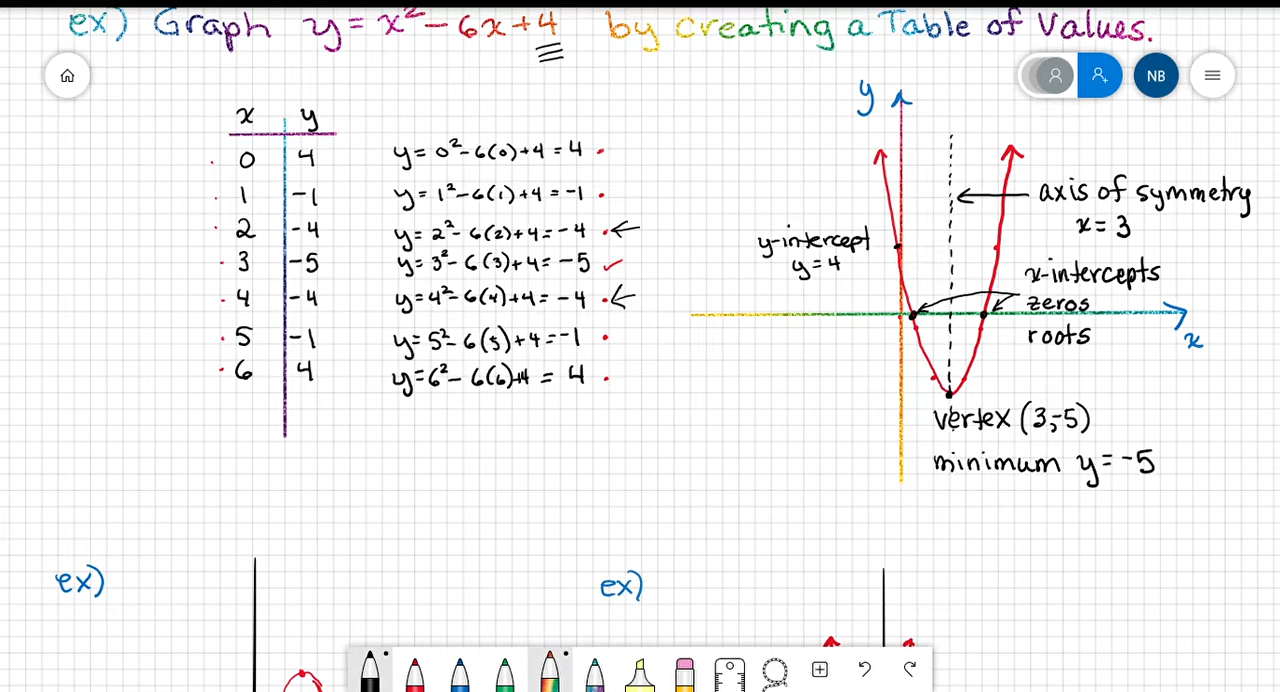 ex) Graph y = x² - 6x + 4 by creating a Table of Values.
NB
x y
0 4 y = 0² - 6(0) + 4 = 4
1 -1 y = 1² - 6(1) + 4 = -1
2 -4 y = 2² - 6(2) + 4 = -4
3 -5 y = 3² - 6(3) + 4 = -5
4 -4 y = 4² - 6(4) + 4 = -4
5 -1 y = 5² - 6(5) + 4 = -1
6 4 y = 6² - 6(6) + 4 = 4
y
axis of symmetry
x = 3
y-intercept
y = 4
x-intercepts
zeros
roots
x
vertex (3,-5)
minimum y = -5
ex)
ex)